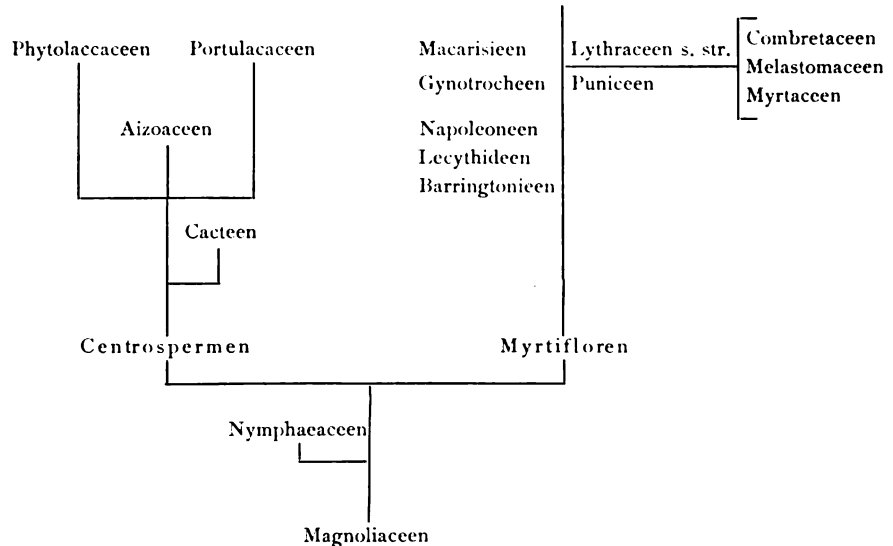 Phytolaccaceen Portulacaceen Macarisieen Lythraceen s. str. Combretaceen
Melastomaceen
Gynotrocheen Puniceen Myrtaceen
Aizoaceen Napoleoneen
Lecythideen
Barringtonieen
Cacteen
Centrospermen Myrtifloren
Nymphaeaceen
Magnoliaceen